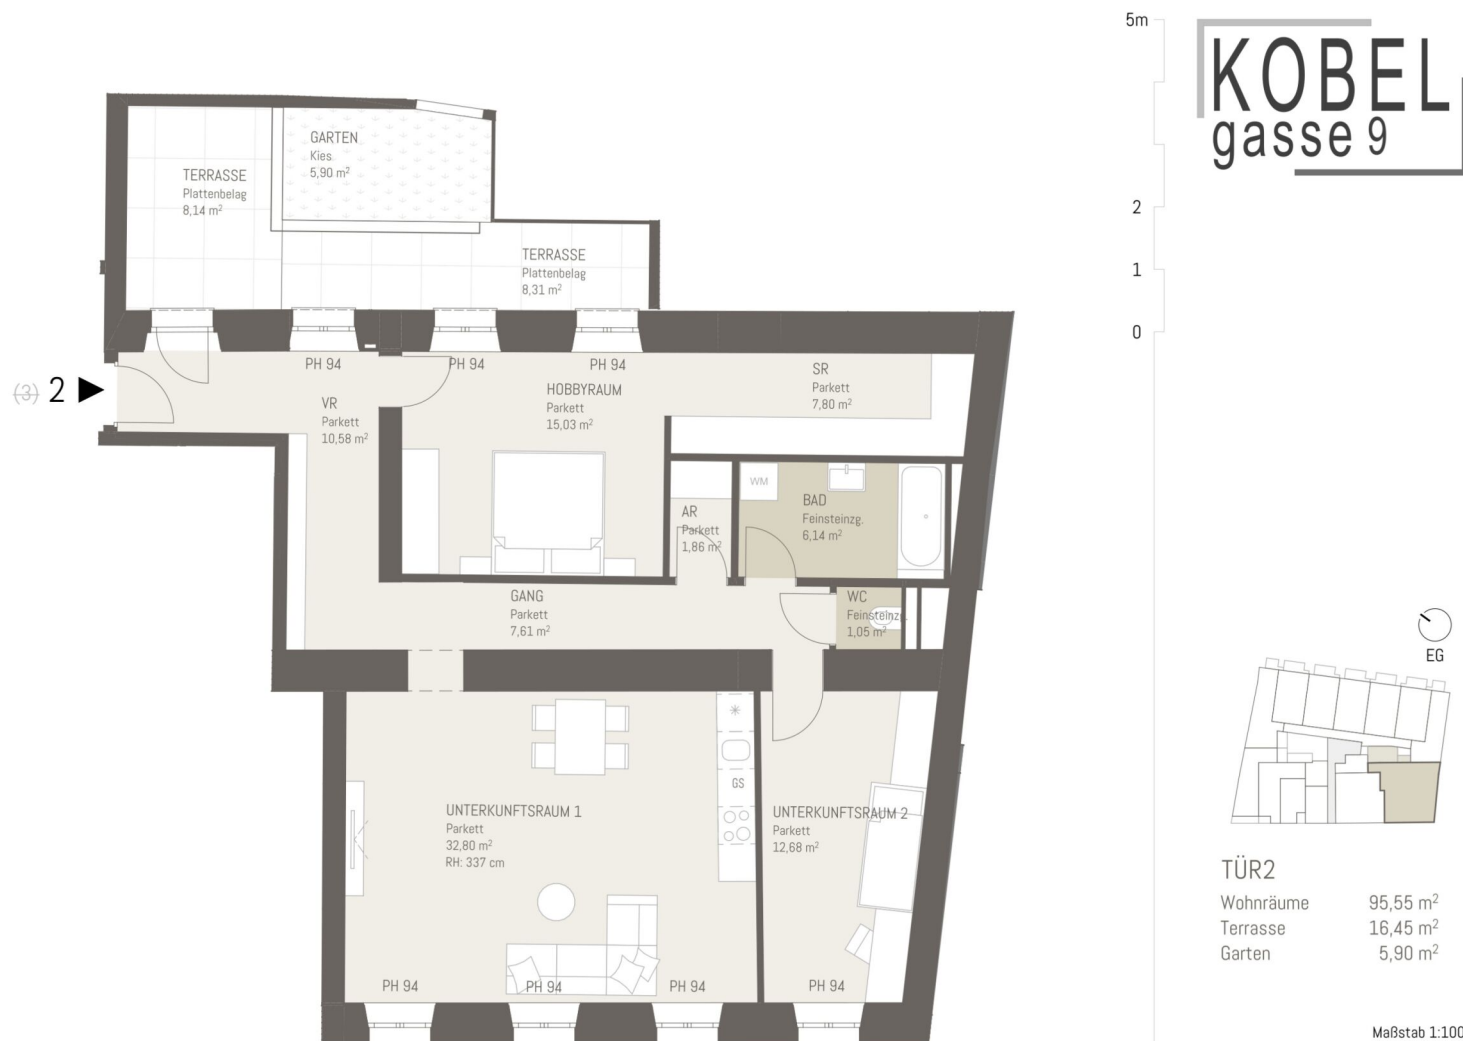 KOBEL
gasse 9
5m
2
1
0
GARTEN
Kies
5,90 m²
TERRASSE
Plattenbelag
8,14 m²
TERRASSE
Plattenbelag
8,31 m²
(3) 2
PH 94
PH 94
PH 94
VR
Parkett
10,58 m²
HOBBYRAUM
Parkett
15,03 m²
SR
Parkett
7,80 m²
AR
Parkett
1,86 m²
WM
BAD
Feinsteinzg.
6,14 m²
GANG
Parkett
7,61 m²
WC
Feinsteinzg.
1,05 m²
GS
UNTERKUNFTSRAUM 1
Parkett
32,80 m²
RH: 337 cm
UNTERKUNFTSRAUM 2
Parkett
12,68 m²
PH 94
PH 94
PH 94
PH 94
EG
TÜR2
Wohnräume 95,55 m²
Terrasse 16,45 m²
Garten 5,90 m²
Maßstab 1:100